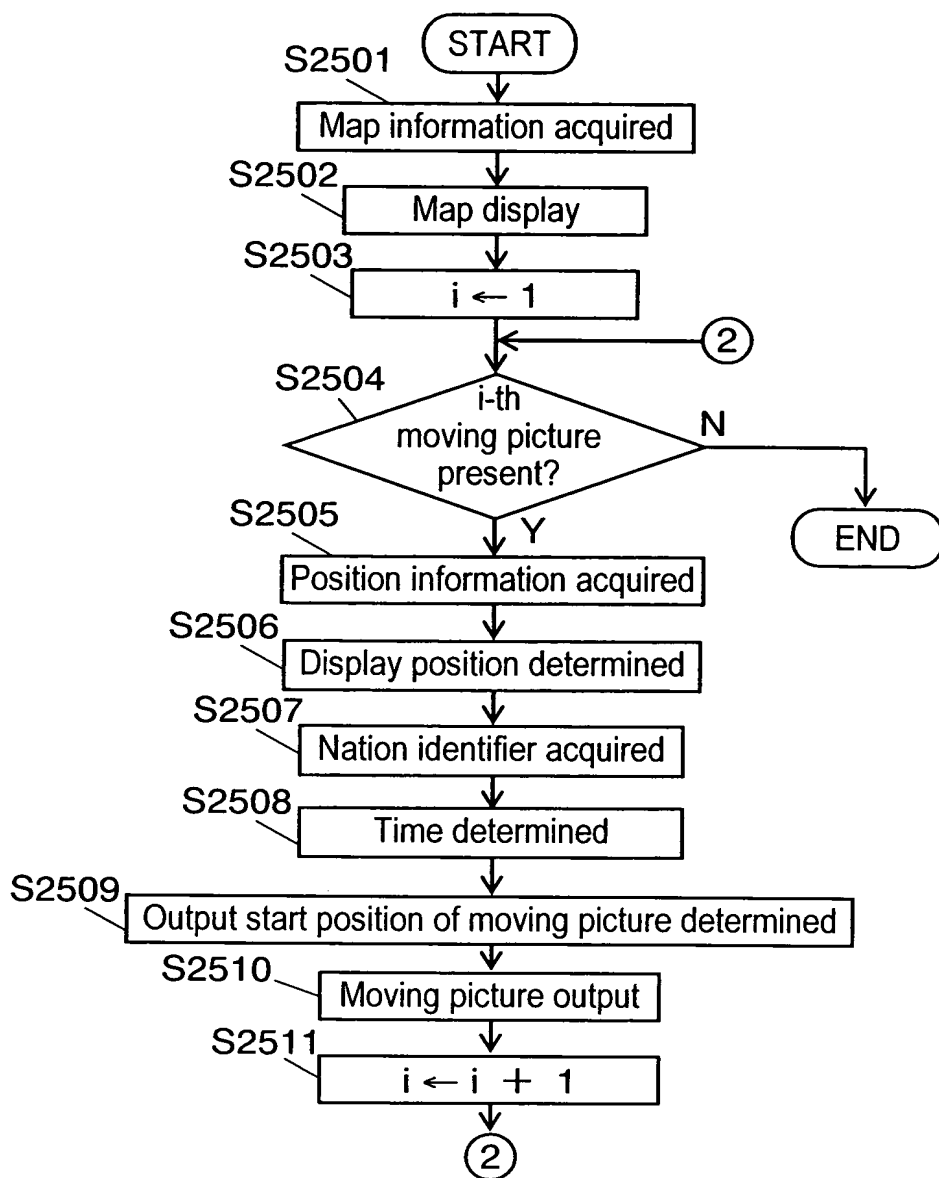 START
S2501
Map information acquired
S2502
Map display
S2503
i ← 1
2
S2504
i-th
moving picture
present?
N
END
Y
S2505
Position information acquired
S2506
Display position determined
S2507
Nation identifier acquired
S2508
Time determined
S2509
Output start position of moving picture determined
S2510
Moving picture output
S2511
i ← i + 1
2